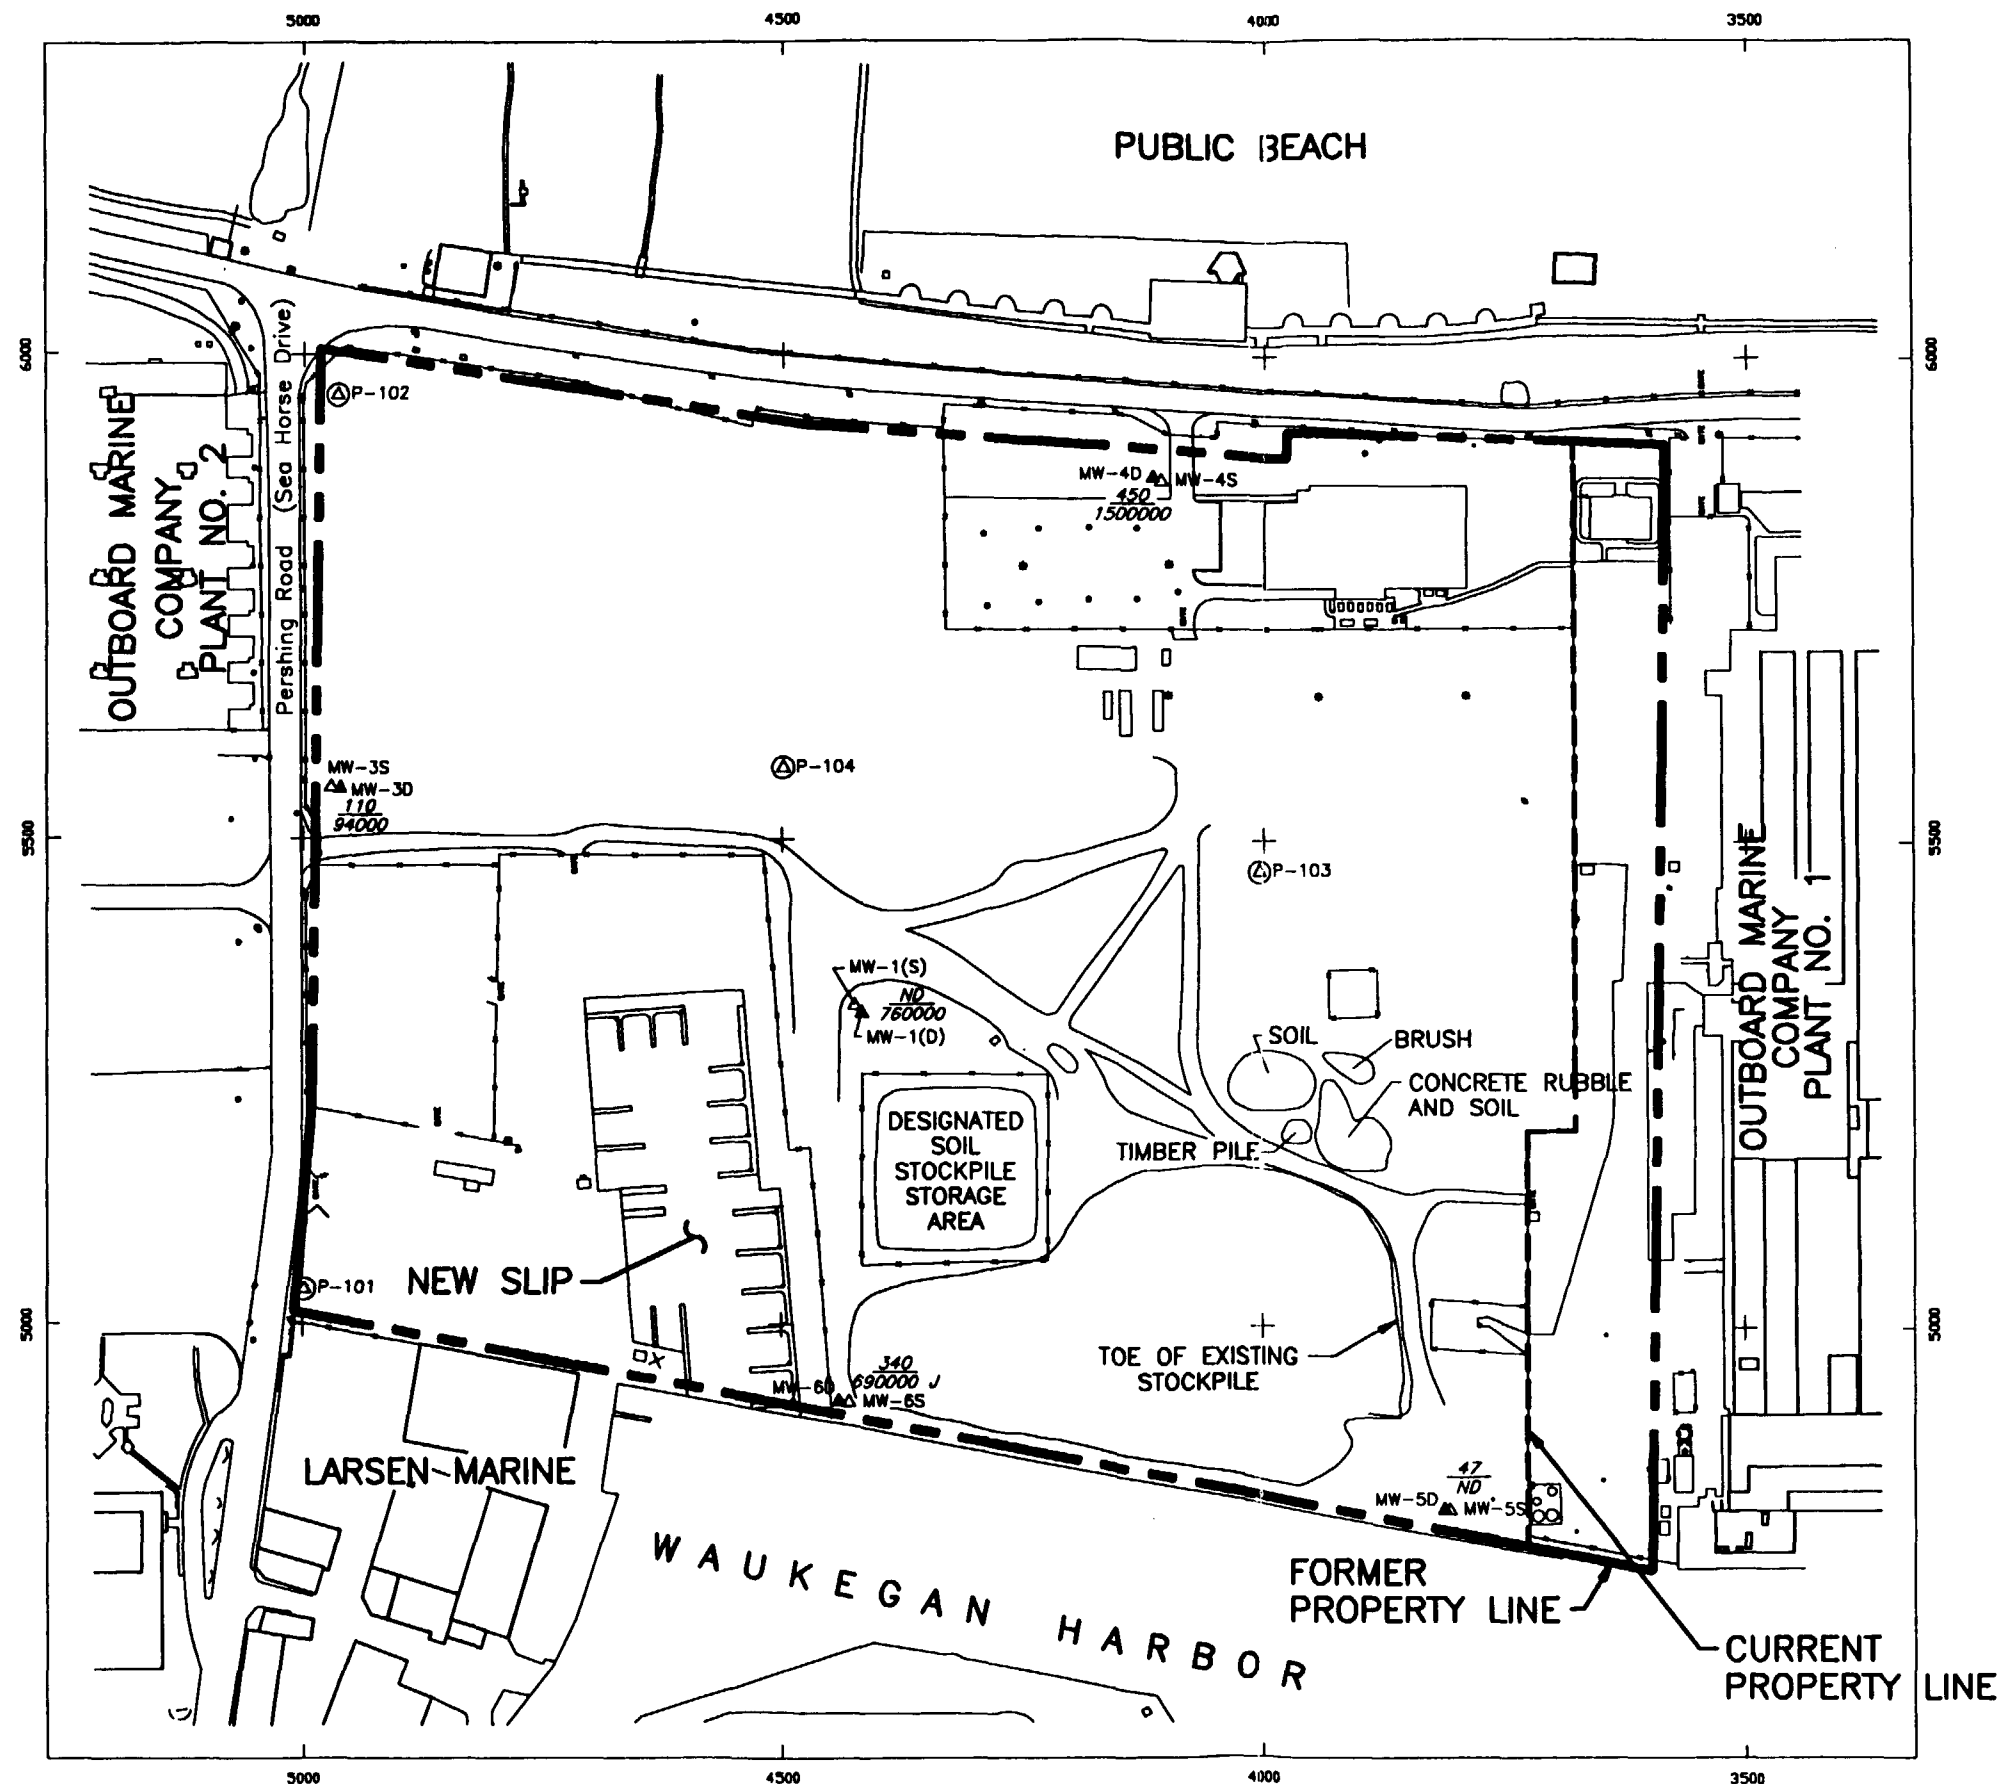 5000
4500
4000
3500
PUBLIC BEACH
6000
6000
OUTBOARD MARINE
COMPANY
PLANT NO. 2
Pershing Road (Sea Horse Drive)
P-102
MW-4D
MW-4S
450
1500000
MW-3S
MW-3D
110
94000
P-104
5500
5500
P-103
OUTBOARD MARINE
COMPANY
PLANT NO. 1
MW-1(S)
ND
760000
MW-1(D)
SOIL
BRUSH
CONCRETE RUBBLE
AND SOIL
TIMBER PILE
DESIGNATED
SOIL
STOCKPILE
STORAGE
AREA
NEW SLIP
P-101
5000
5000
TOE OF EXISTING
STOCKPILE
340
690000 J
MW-6D
MW-6S
LARSEN MARINE
47
ND
MW-5D
MW-5S
WAUKEGAN HARBOR
FORMER
PROPERTY LINE
CURRENT
PROPERTY LINE
5000
4500
4000
3500